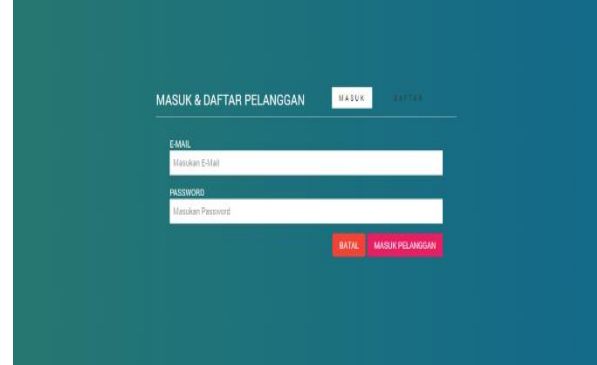 MASUK & DAFTAR PELANGGAN
MASUK DAFTAR
E-MAIL
Masukan E-Mail
PASSWORD
Masukan Password
BATAL MASUK PELANGGAN